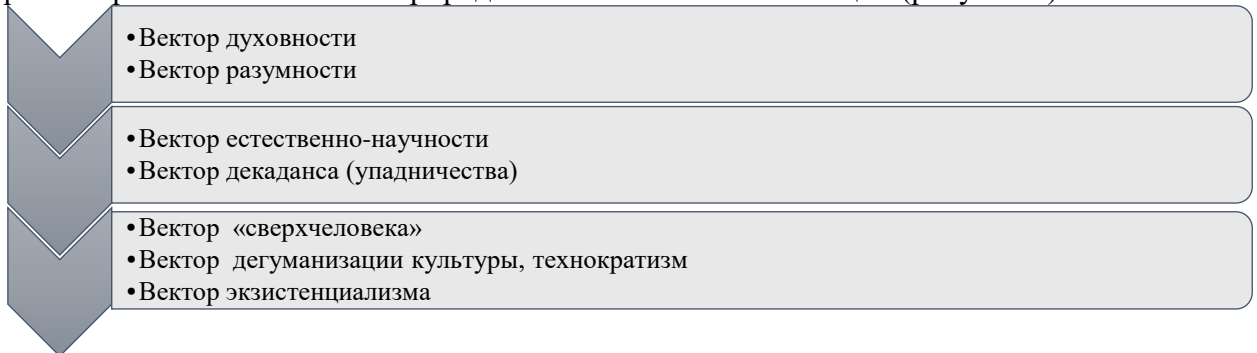 • Вектор духовности
• Вектор разумности
• Вектор естественно-научности
• Вектор декаданса (упадничества)
• Вектор «сверхчеловека»
• Вектор дегуманизации культуры, технократизм
• Вектор экзистенциализма